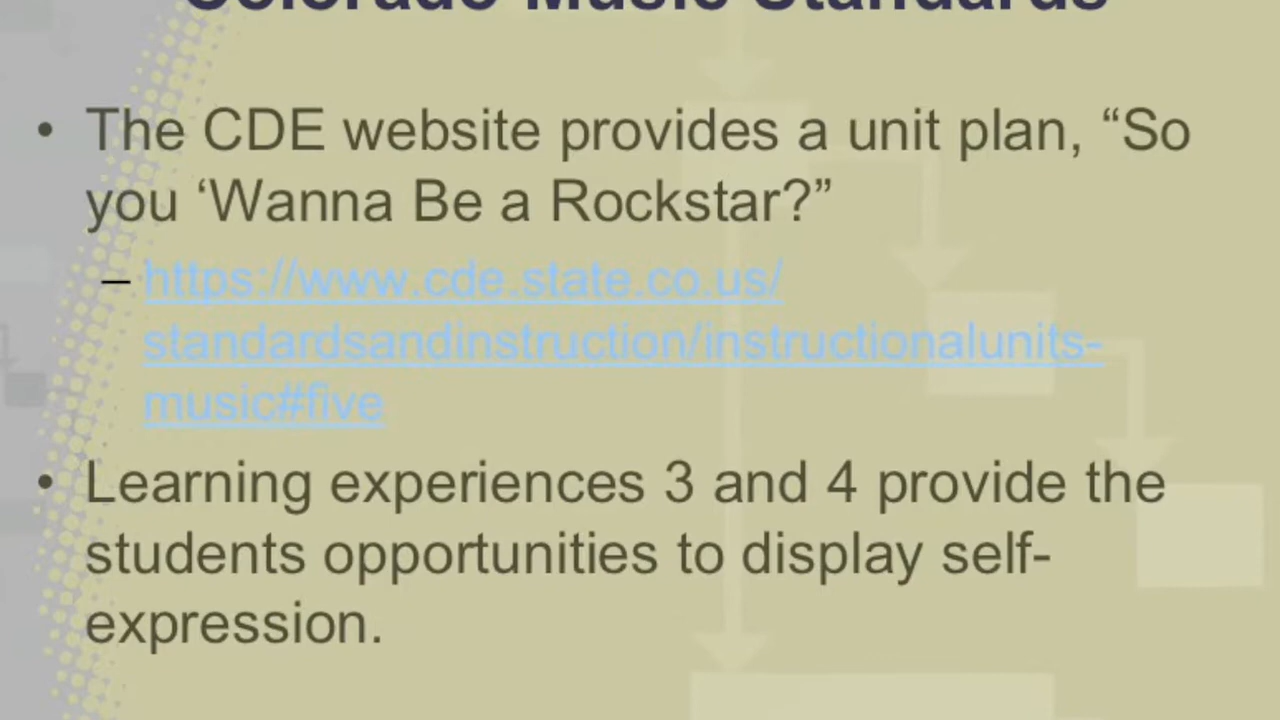 Colorado Music Standards
• The CDE website provides a unit plan, “So
you ‘Wanna Be a Rockstar?”
– https://www.cde.state.co.us/
standardsandinstruction/instructionalunits-
music#five
• Learning experiences 3 and 4 provide the
students opportunities to display self-
expression.